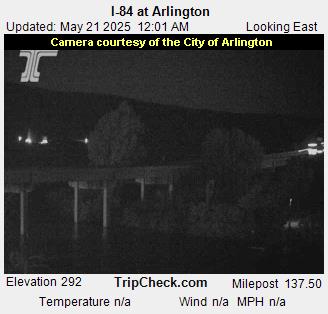 I-84 at Arlington
Updated: May 21 2025 12:01 AM Looking East
Camera courtesy of the City of Arlington
Elevation 292 TripCheck.com Milepost 137.50
Temperature n/a Wind n/a MPH n/a